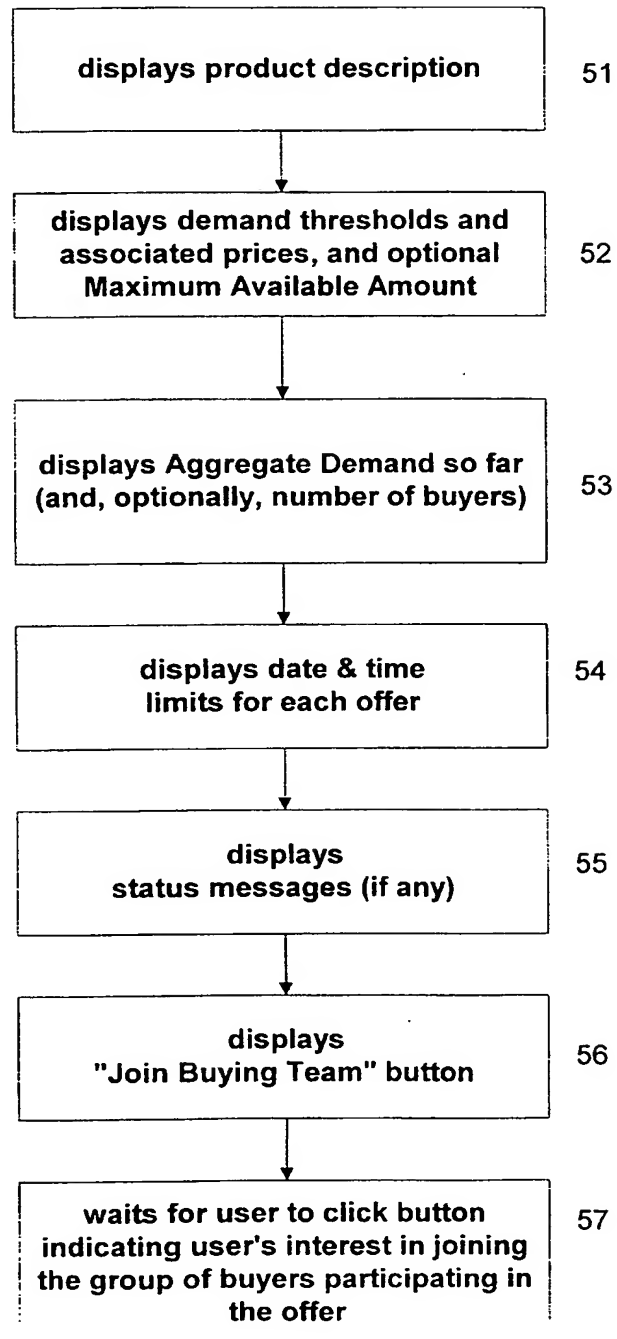 displays product description
51
displays demand thresholds and
associated prices, and optional
Maximum Available Amount
52
displays Aggregate Demand so far
(and, optionally, number of buyers)
53
displays date & time
limits for each offer
54
displays
status messages (if any)
55
displays
"Join Buying Team" button
56
waits for user to click button
indicating user's interest in joining
the group of buyers participating in
the offer
57